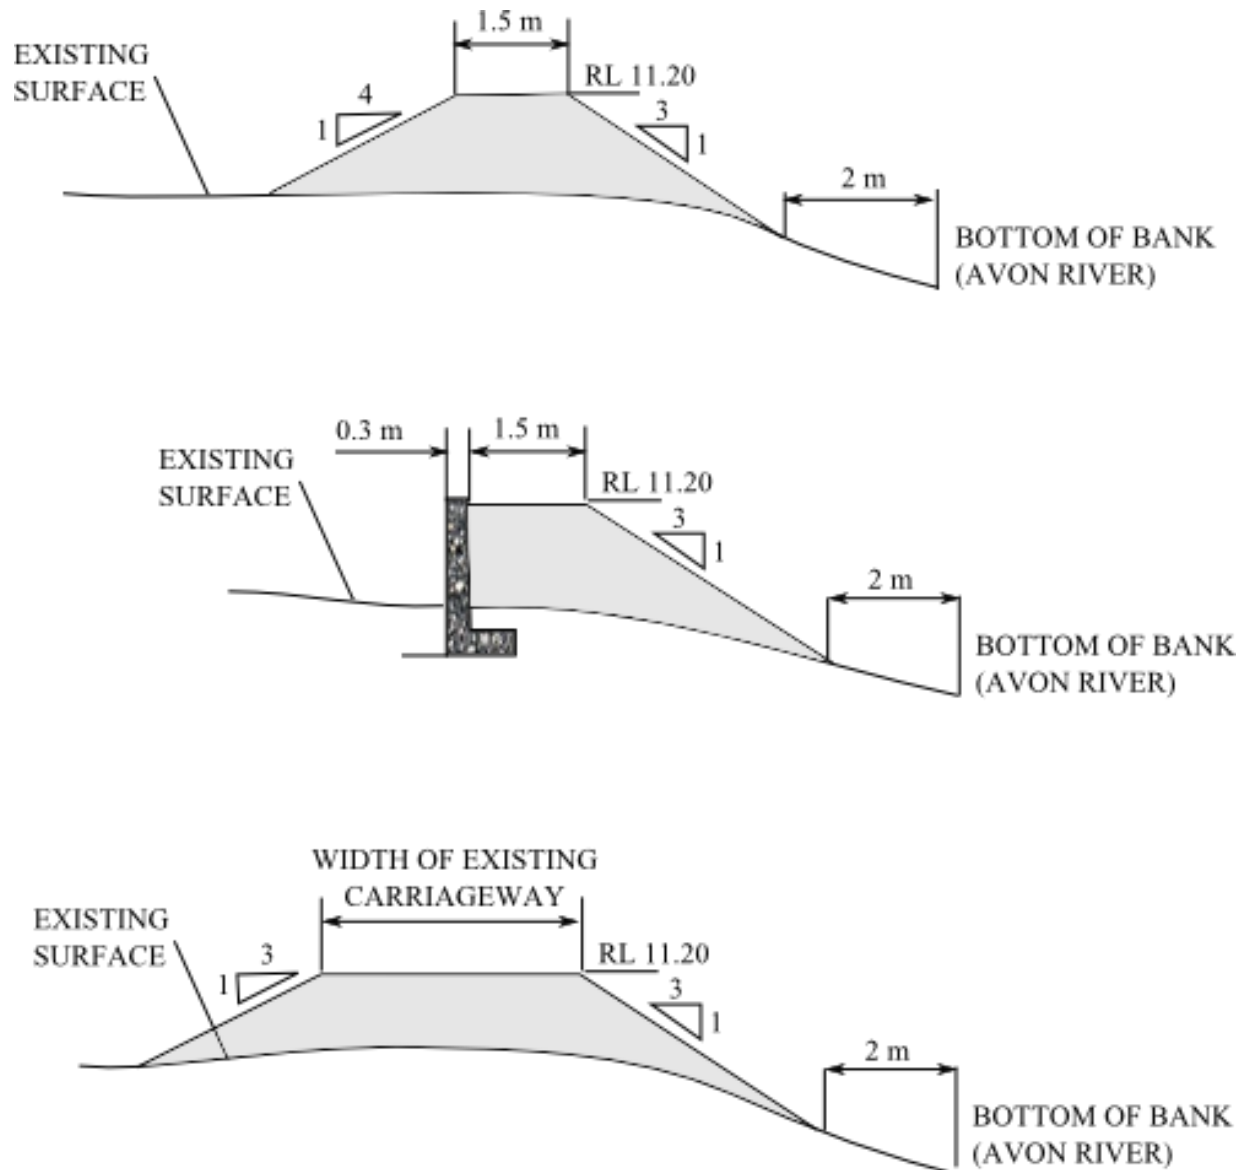 1.5 m
EXISTING
SURFACE
RL 11.20
4
1
3
1
2 m
BOTTOM OF BANK
(AVON RIVER)
0.3 m
1.5 m
EXISTING
SURFACE
RL 11.20
3
1
2 m
BOTTOM OF BANK
(AVON RIVER)
WIDTH OF EXISTING
CARRIAGEWAY
EXISTING
SURFACE
RL 11.20
3
1
3
1
2 m
BOTTOM OF BANK
(AVON RIVER)